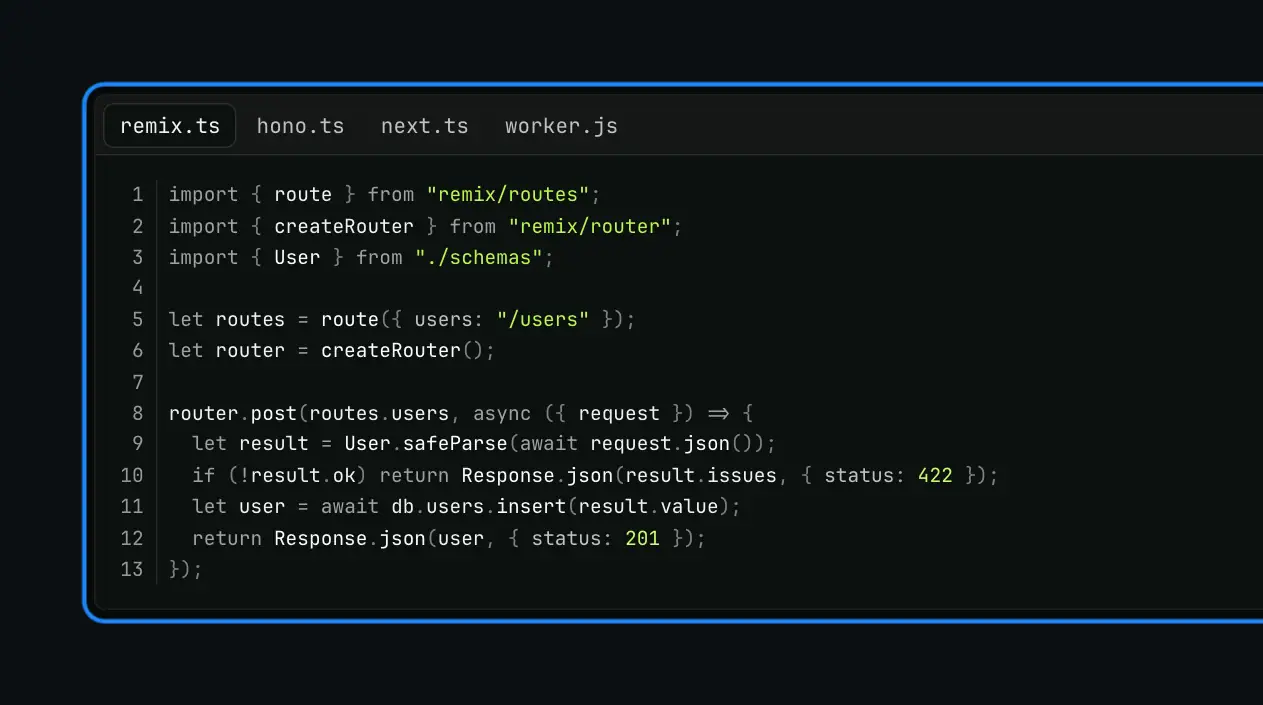 remix.ts hono.ts next.ts worker.js
1 import { route } from "remix/routes";
2 import { createRouter } from "remix/router";
3 import { User } from "./schemas";
4
5 let routes = route({ users: "/users" });
6 let router = createRouter();
7
8 router.post(routes.users, async ({ request }) => {
9   let result = User.safeParse(await request.json());
10   if (!result.ok) return Response.json(result.issues, { status: 422 });
11   let user = await db.users.insert(result.value);
12   return Response.json(user, { status: 201 });
13 });